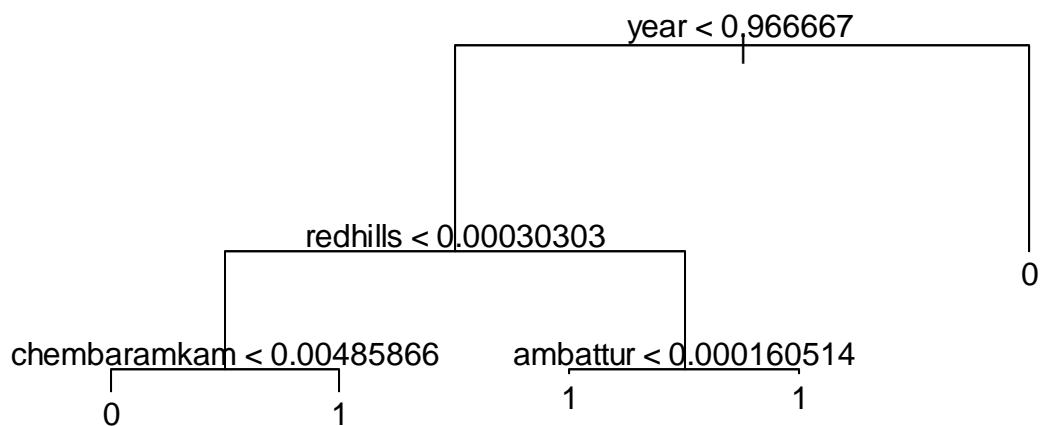 year < 0.966667
redhills < 0.00030303
0
chembaramkam < 0.00485866
ambattur < 0.000160514
0
1
1
1